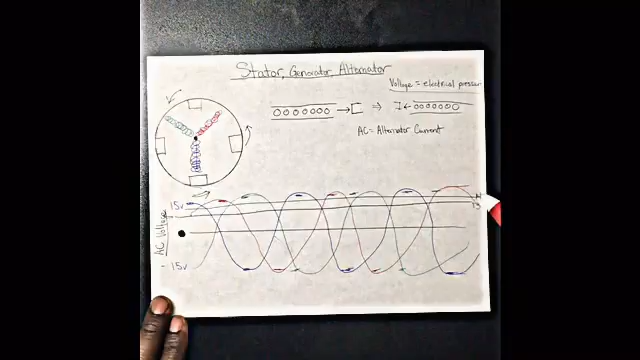 Stator, Generator, Alternator
Voltage = electrical pressure
AC = Alternator Current
15v
AC Voltage
-15v